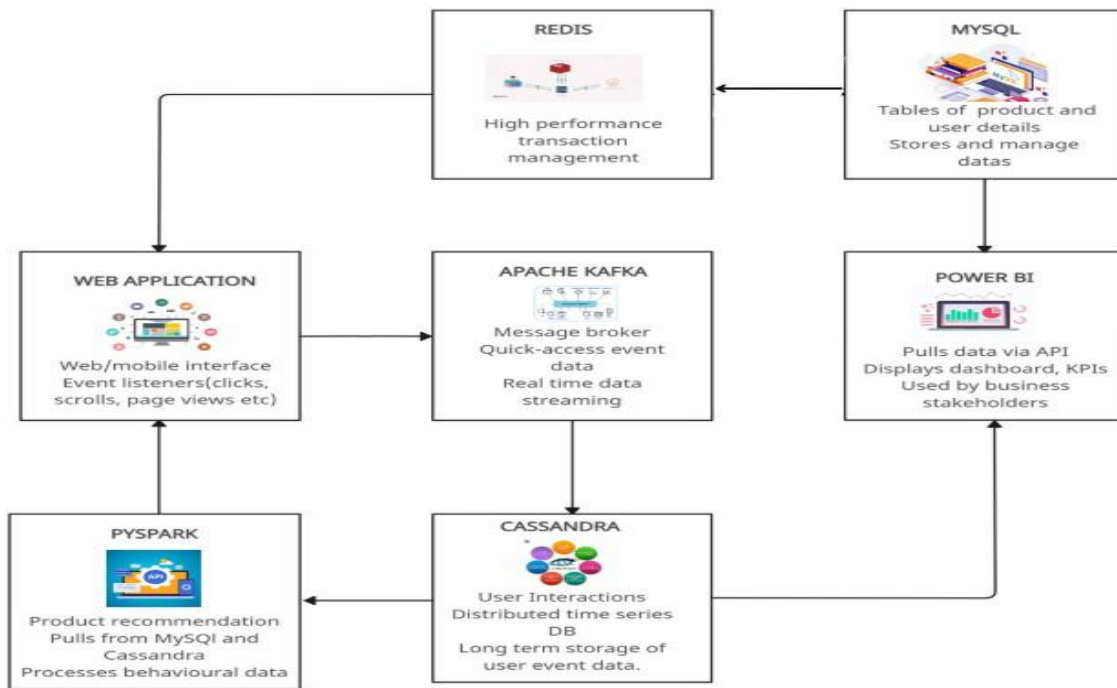 REDIS
High performance
transaction
management
MYSQL
MySQL
Tables of product and
user details
Stores and manage
datas
WEB APPLICATION
Web/mobile interface
Event listeners(clicks,
scrolls, page views etc)
APACHE KAFKA
Message broker
Quick-access event
data
Real time data
streaming
POWER BI
Pulls data via API
Displays dashboard, KPIs
Used by business
stakeholders
PYSPARK
API
Product recommendation
Pulls from MySQl and
Cassandra
Processes behavioural data
CASSANDRA
User Interactions
Distributed time series
DB
Long term storage of
user event data.